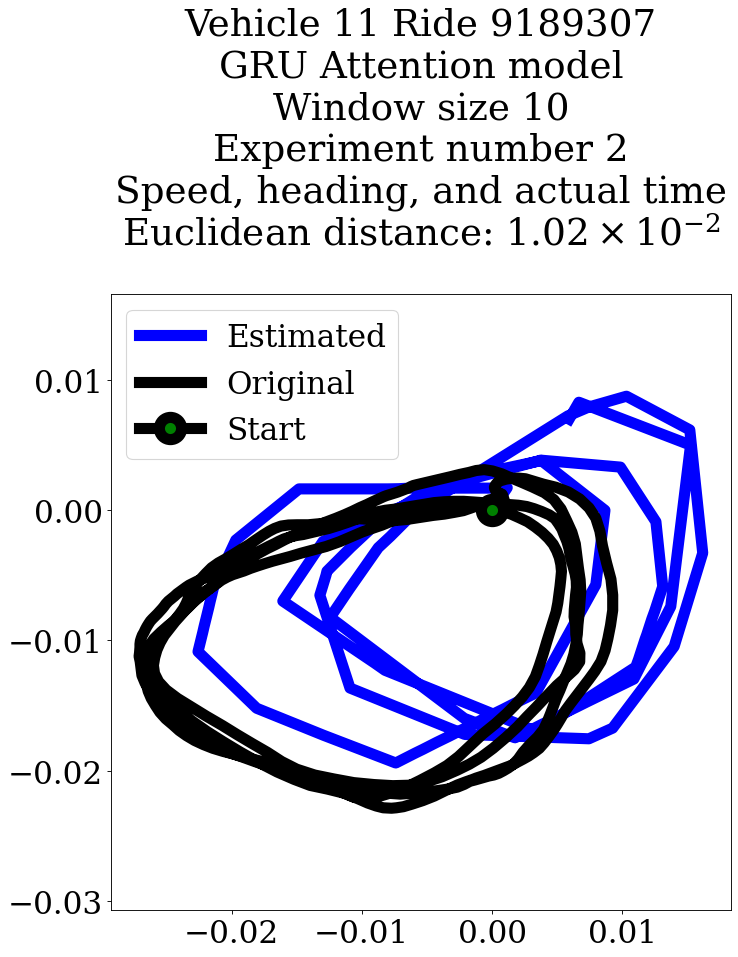 Vehicle 11 Ride 9189307
GRU Attention model
Window size 10
Experiment number 2
Speed, heading, and actual time
Euclidean distance: 1.02 × 10⁻²
Estimated
Original
Start
0.01
0.00
−0.01
−0.02
−0.03
−0.02 −0.01 0.00 0.01